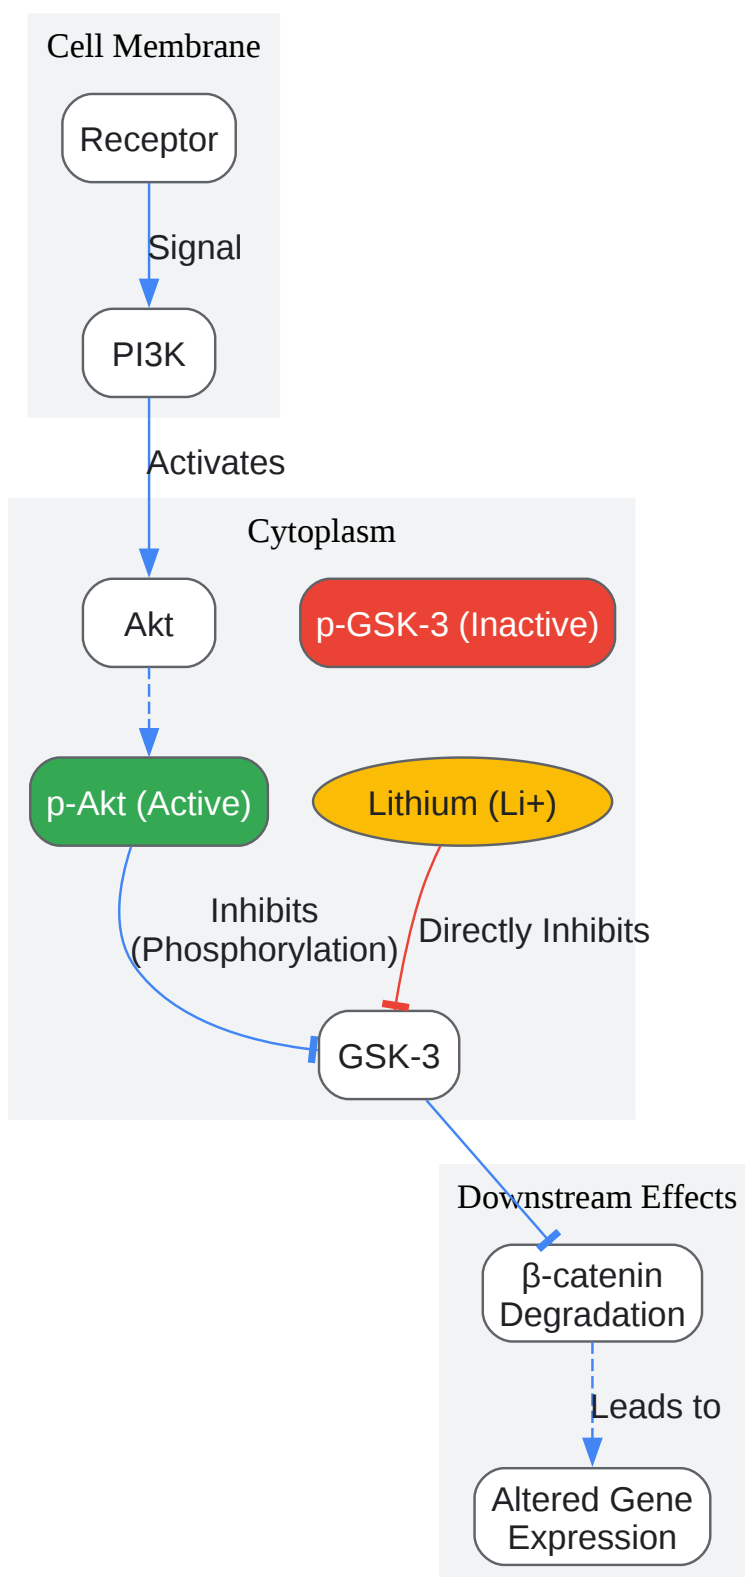 Cell Membrane
Receptor
Signal
PI3K
Activates
Cytoplasm
Akt
p-GSK-3 (Inactive)
p-Akt (Active)
Lithium (Li+)
Inhibits
(Phosphorylation)
Directly Inhibits
GSK-3
Downstream Effects
β-catenin
Degradation
Leads to
Altered Gene
Expression